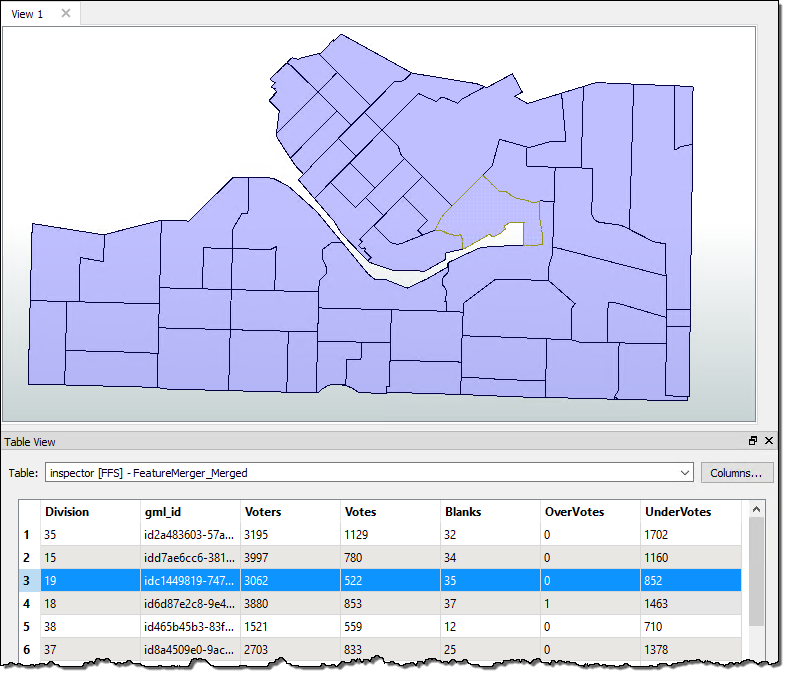 View 1
Table View
Table: inspector [FFS] - FeatureMerger_Merged Columns...
Division gml_id Voters Votes Blanks OverVotes UnderVotes
1 35 id2a483603-57a... 3195 1129 32 0 1702
2 15 idd7ae6cc6-381... 3997 780 34 0 1160
3 19 idc1449819-747... 3062 522 35 0 852
4 18 id6d87e2c8-9e4... 3880 853 37 1 1463
5 38 id465b45b3-83f... 1521 559 12 0 710
6 37 id8a4509e0-9ac... 2703 833 25 0 1378